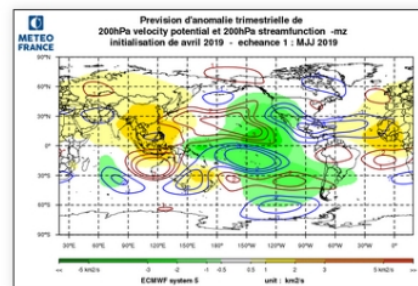 METEO
FRANCE
Prevision d'anomalie trimestrielle de
200hPa velocity potential et 200hPa streamfunction -mz
initialisation de avril 2019 - echeance 1 : MJJ 2019
90°N
60°N
30°N
0°
30°S
60°S
90°S
30°E 60°E 90°E 120°E 150°E 180° 150°W 120°W 90°W 60°W 30°W 0°
<< -5 km2/s -3 -2 -1 -0.5 0.5 1 2 3 5 km2/s >>
ECMWF system 5 unit : km2/s